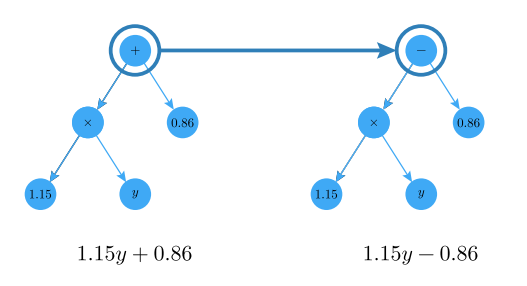 + −
× 0.86 × 0.86
1.15 y 1.15 y
1.15y + 0.86 1.15y − 0.86